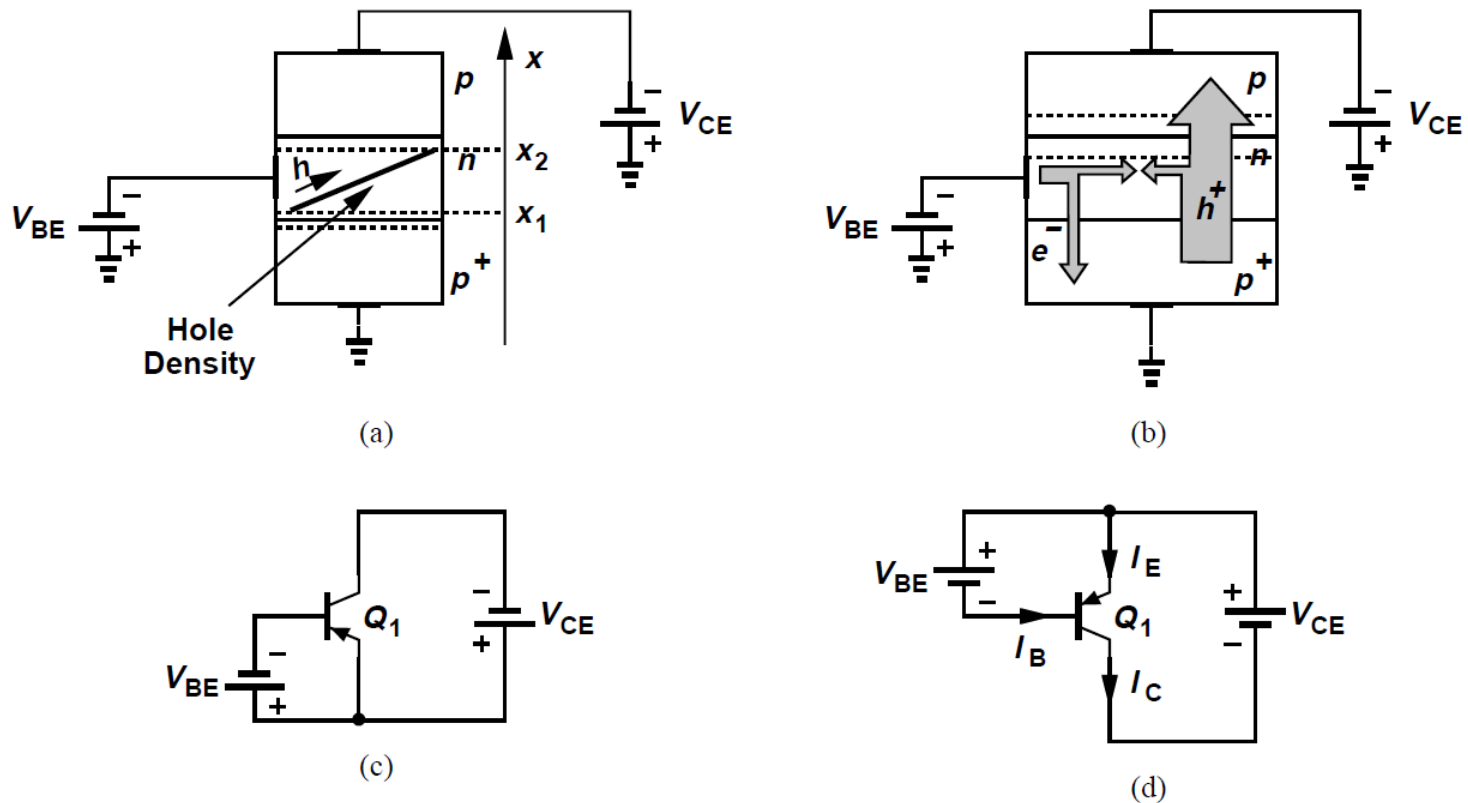 p
x
−
+
V_CE
h
n
x_2
x_1
−
+
V_BE
p^+
Hole
Density
(a)
p
−
+
V_CE
n
−
+
V_BE
h^+
e^−
p^+
(b)
Q_1
−
+
V_CE
−
+
V_BE
(c)
V_BE
+
−
I_E
Q_1
I_B
I_C
+
−
V_CE
(d)